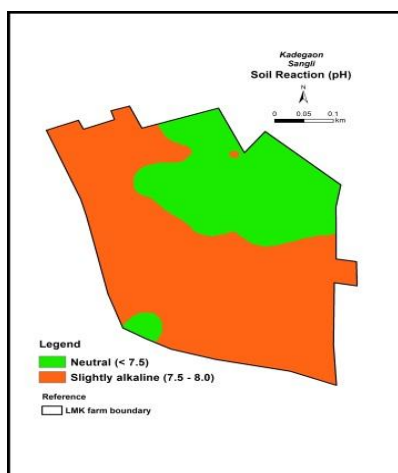 Kadegaon
Sangli
Soil Reaction (pH)
N
0 0.05 0.1
km
Legend
Neutral (< 7.5)
Slightly alkaline (7.5 - 8.0)
Reference
LMK farm boundary